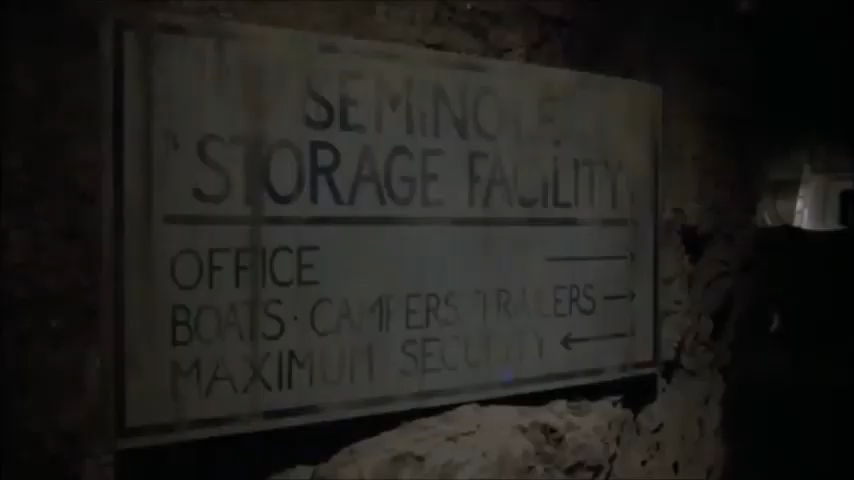 SEMINOLE
STORAGE FACILITY
OFFICE →
BOATS · CAMPERS TRAILERS →
MAXIMUM SECURITY ←